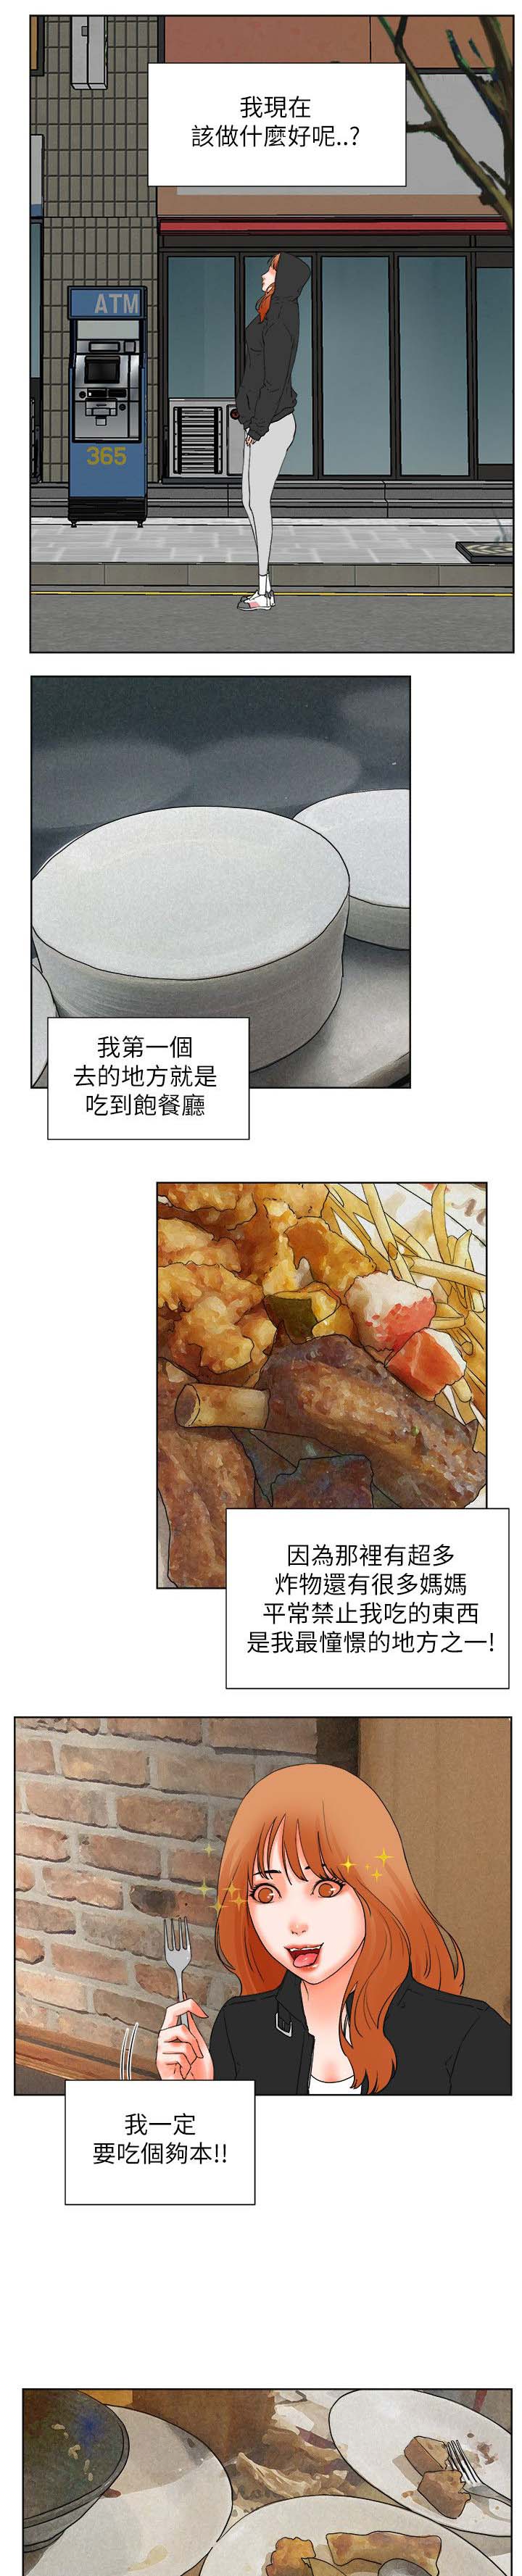 我現在
該做什麼好呢..?
ATM
365
我第一個
去的地方就是
吃到飽餐廳
因為那裡有超多
炸物還有很多媽媽
平常禁止我吃的東西
是我最憧憬的地方之一!
我一定
要吃個夠本!!